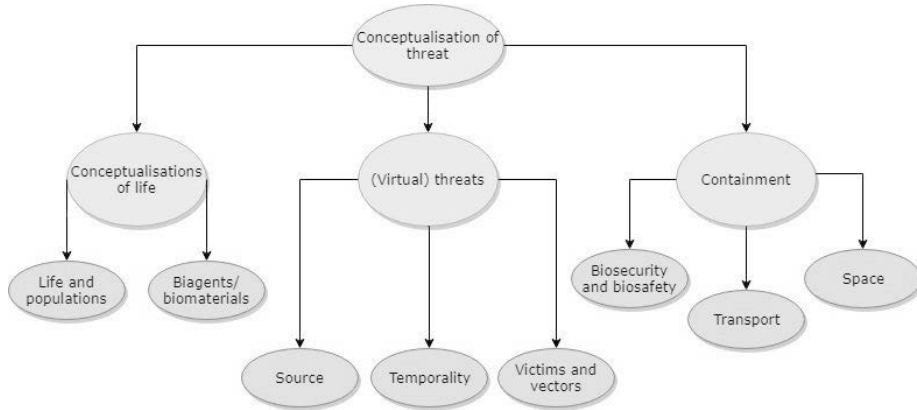 Conceptualisation of
threat
Conceptualisations
of life
(Virtual) threats
Containment
Life and
populations
Biagents/
biomaterials
Biosecurity
and biosafety
Space
Transport
Source
Temporality
Victims and
vectors